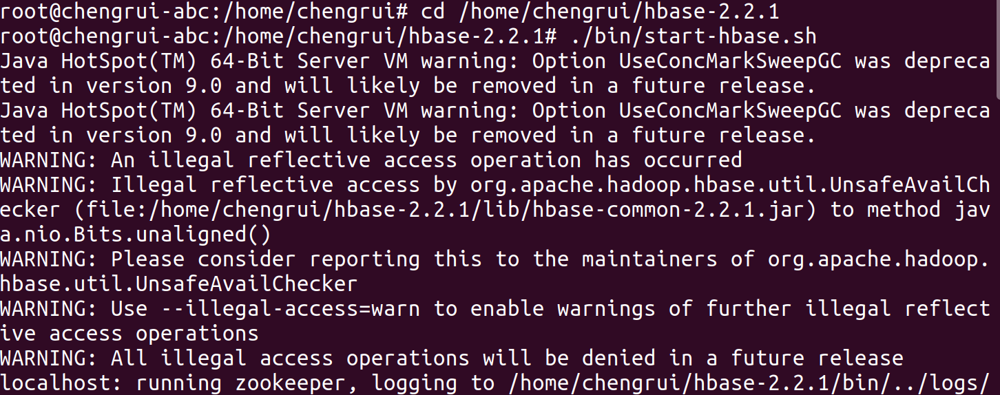 root@chengrui-abc:/home/chengrui# cd /home/chengrui/hbase-2.2.1
root@chengrui-abc:/home/chengrui/hbase-2.2.1# ./bin/start-hbase.sh
Java HotSpot(TM) 64-Bit Server VM warning: Option UseConcMarkSweepGC was depreca
ted in version 9.0 and will likely be removed in a future release.
Java HotSpot(TM) 64-Bit Server VM warning: Option UseConcMarkSweepGC was depreca
ted in version 9.0 and will likely be removed in a future release.
WARNING: An illegal reflective access operation has occurred
WARNING: Illegal reflective access by org.apache.hadoop.hbase.util.UnsafeAvailCh
ecker (file:/home/chengrui/hbase-2.2.1/lib/hbase-common-2.2.1.jar) to method jav
a.nio.Bits.unaligned()
WARNING: Please consider reporting this to the maintainers of org.apache.hadoop.
hbase.util.UnsafeAvailChecker
WARNING: Use --illegal-access=warn to enable warnings of further illegal reflect
ive access operations
WARNING: All illegal access operations will be denied in a future release
localhost: running zookeeper, logging to /home/chengrui/hbase-2.2.1/bin/../logs/